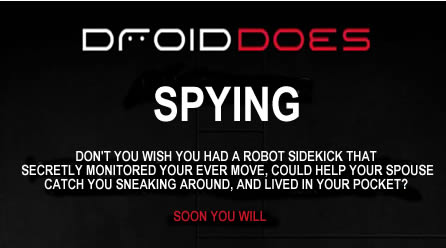 DROIDDOES
SPYING
DON'T YOU WISH YOU HAD A ROBOT SIDEKICK THAT
SECRETLY MONITORED YOUR EVER MOVE, COULD HELP YOUR SPOUSE
CATCH YOU SNEAKING AROUND, AND LIVED IN YOUR POCKET?
SOON YOU WILL